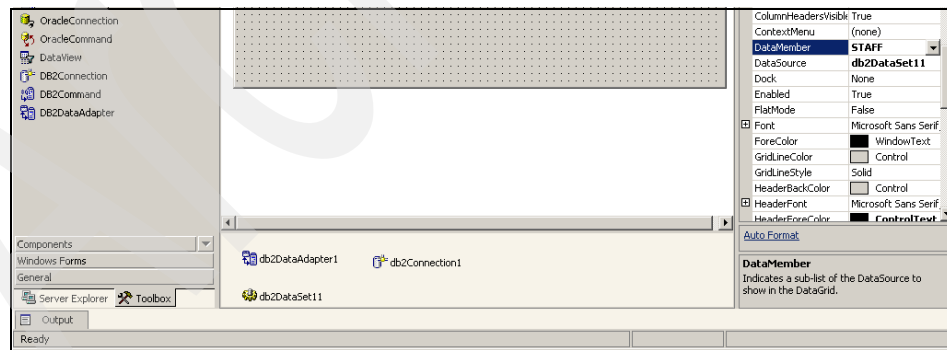 OracleConnection
OracleCommand
DataView
DB2Connection
DB2Command
DB2DataAdapter
Components
Windows Forms
General
Server Explorer Toolbox
db2DataAdapter1 db2Connection1
db2DataSet11
ColumnHeadersVisible True
ContextMenu (none)
DataMember STAFF
DataSource db2DataSet11
Dock None
Enabled True
FlatMode False
Font Microsoft Sans Serif,
ForeColor WindowText
GridLineColor Control
GridLineStyle Solid
HeaderBackColor Control
HeaderFont Microsoft Sans Serif,
HeaderForeColor ControlText
Auto Format
DataMember
Indicates a sub-list of the DataSource to
show in the DataGrid.
Output
Ready